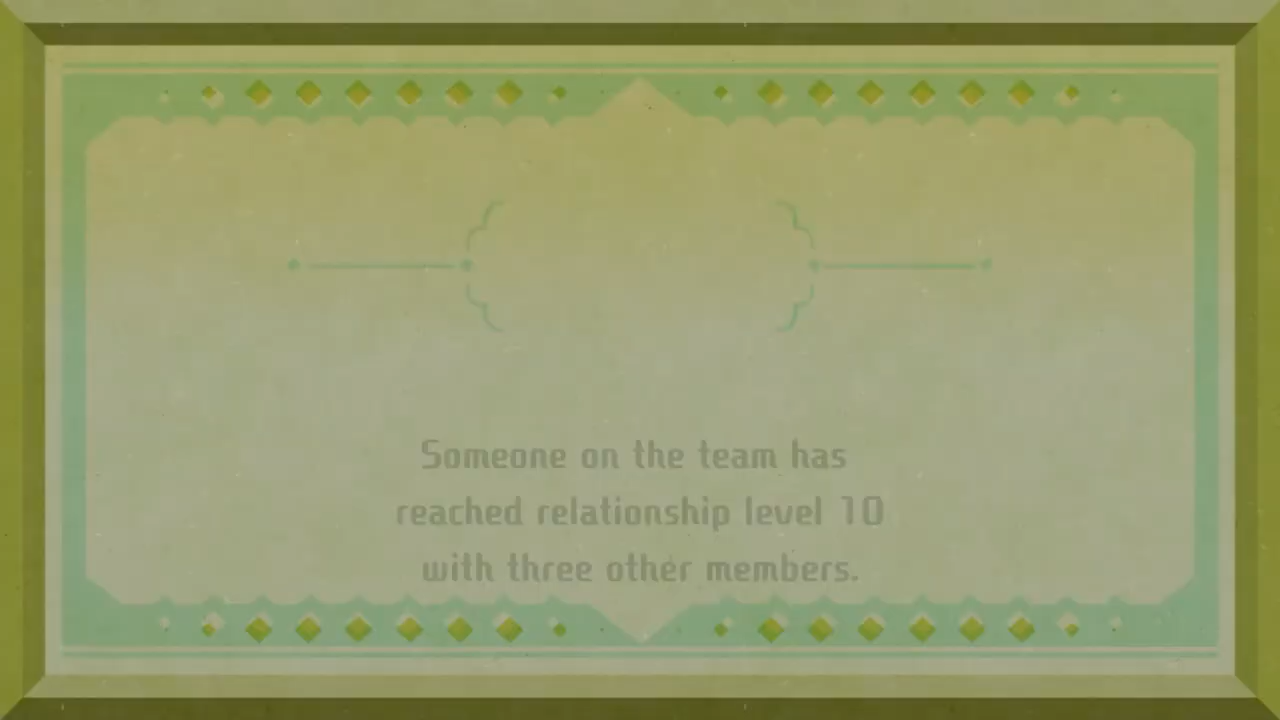 Someone on the team has
reached relationship level 10
with three other members.